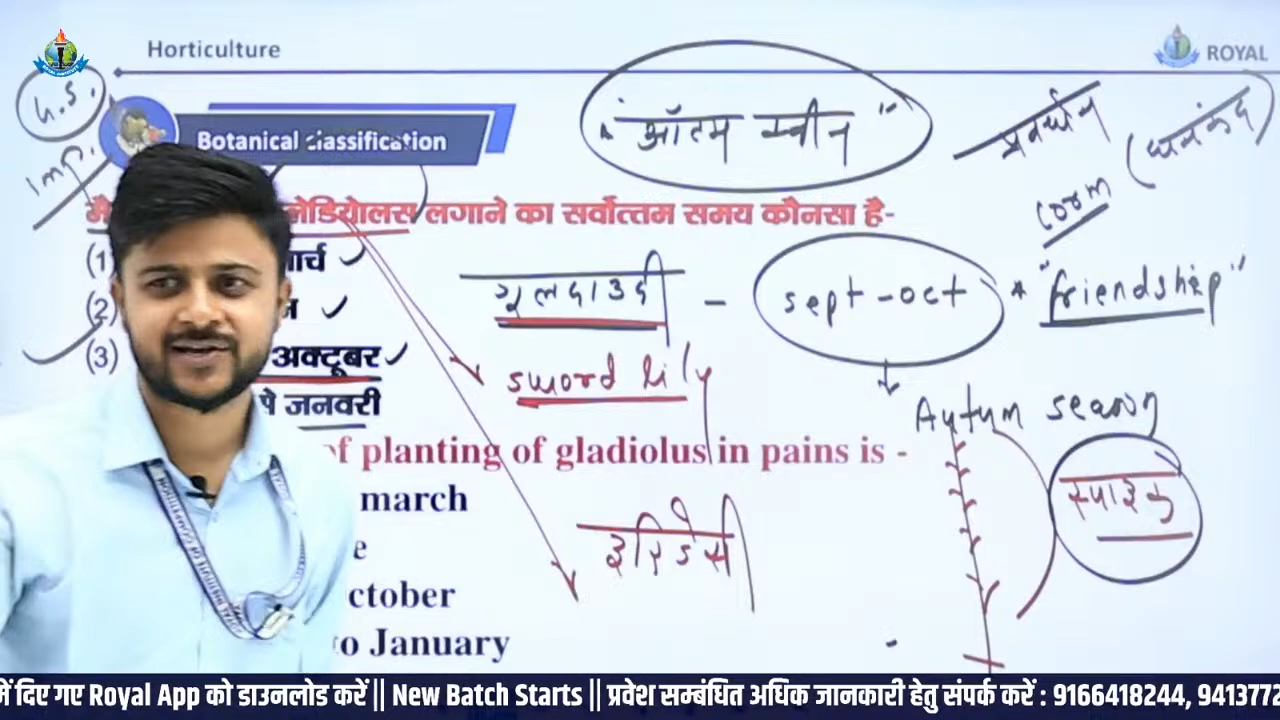 Horticulture
ROYAL
h.s.
Imp.
Botanical classification
"ऑटम क्वीन"
प्रवर्धन
(घनकंद)
corm
लेडियोलस लगाने का सर्वोत्तम समय कौनसा है-
(1) मार्च
गुलदाउदी - sept-oct * "friendship"
(2)
(3) अक्टूबर
sword lily
से जनवरी
Autum season
of planting of gladiolus in pains is -
march
स्पाइक
इरिडेसी
ctober
to January
में दिए गए Royal App को डाउनलोड करें || New Batch Starts || प्रवेश सम्बंधित अधिक जानकारी हेतु संपर्क करें : 9166418244, 9413772